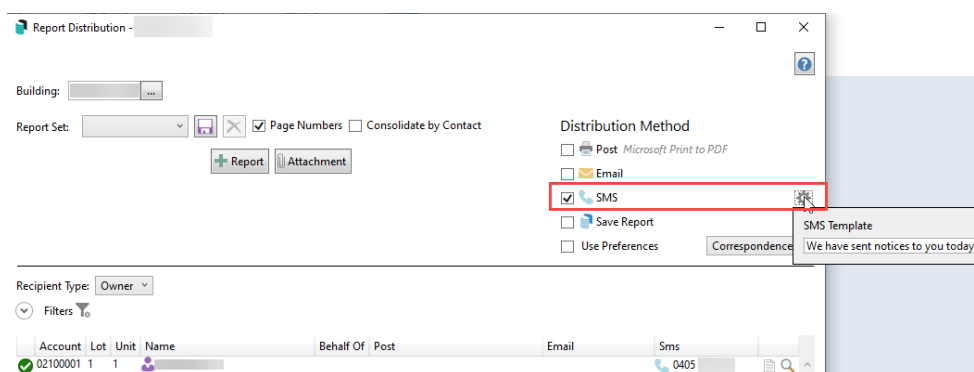 Report Distribution -
Building: ...
Report Set: Page Numbers Consolidate by Contact
Report Attachment
Distribution Method
Post Microsoft Print to PDF
Email
SMS
Save Report
Use Preferences Correspondence
SMS Template
We have sent notices to you today
Recipient Type: Owner
Filters
Account Lot Unit Name Behalf Of Post Email Sms
02100001 1 1 0405